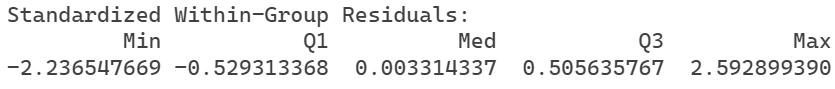 Standardized Within-Group Residuals:
Min Q1 Med Q3 Max
-2.236547669 -0.529313368 0.003314337 0.505635767 2.592899390